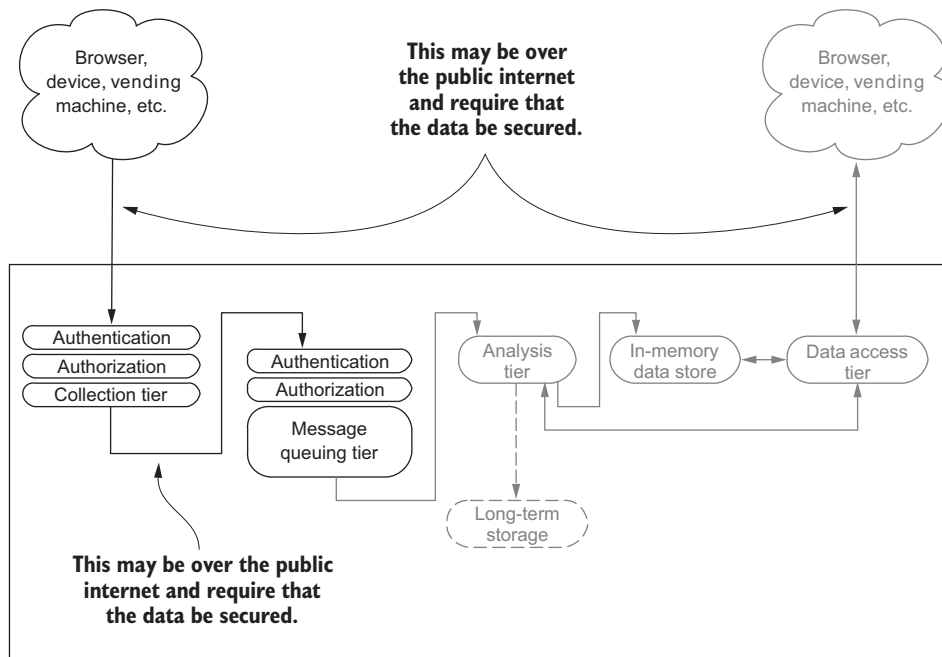 Browser,
device, vending
machine, etc.
This may be over
the public internet
and require that
the data be secured.
Browser,
device, vending
machine, etc.
Authentication
Authorization
Collection tier
Authentication
Authorization
Message
queuing tier
Analysis
tier
In-memory
data store
Data access
tier
Long-term
storage
This may be over the public
internet and require that
the data be secured.